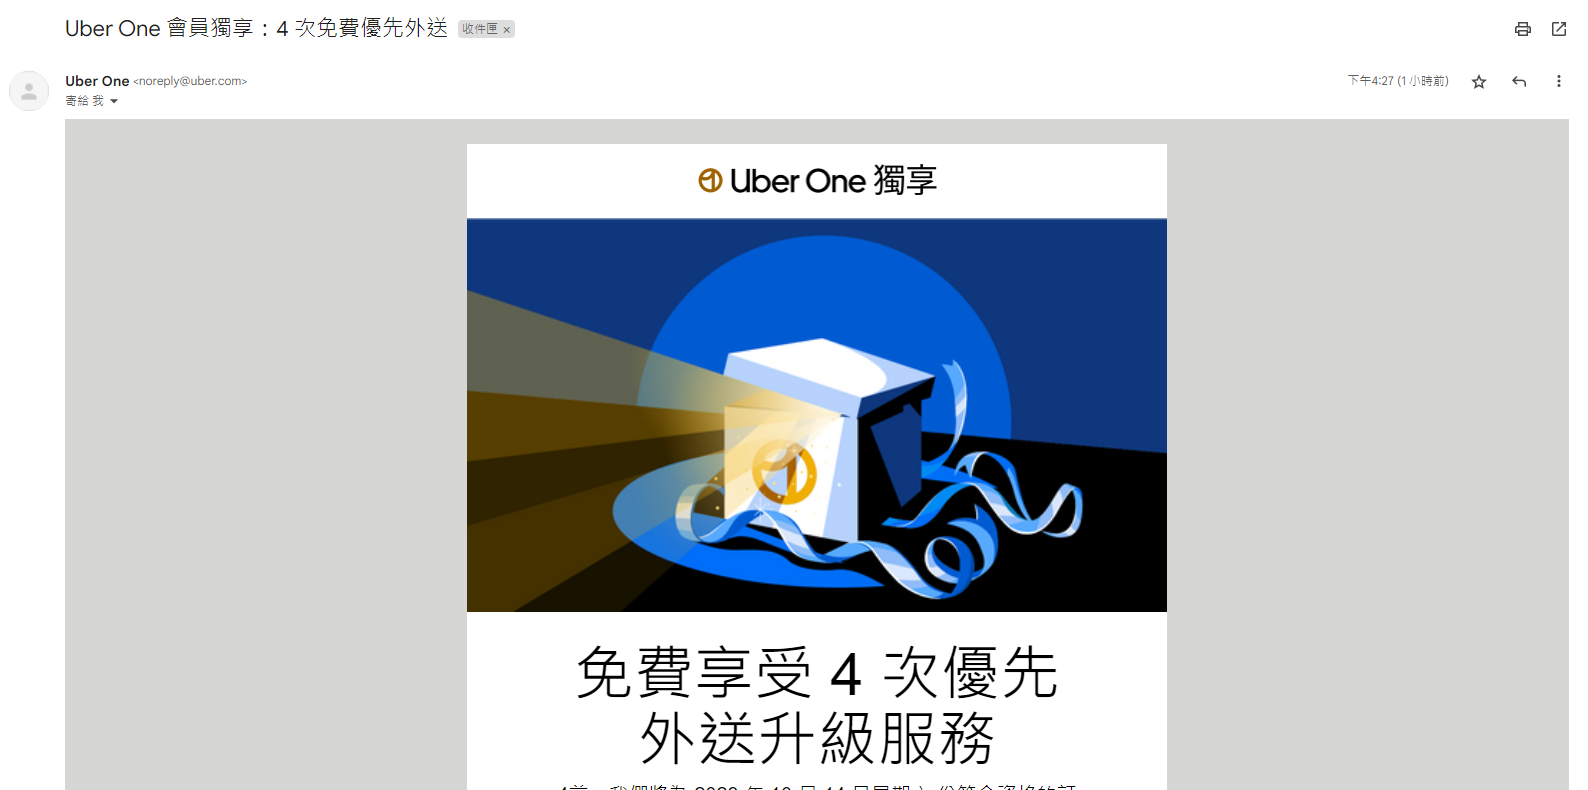 Uber One 會員獨享：4 次免費優先外送 收件匣 ×
Uber One <noreply@uber.com> 下午4:27 (1 小時前)
寄給 我
Uber One 獨享
免費享受 4 次優先
外送升級服務